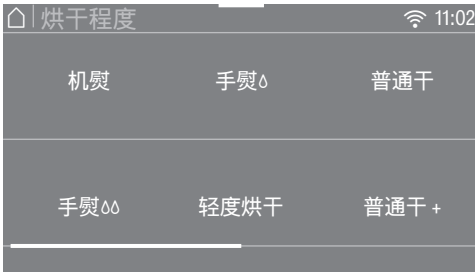 烘干程度 11:02
机熨 手熨💧 普通干
手熨💧💧 轻度烘干 普通干 +